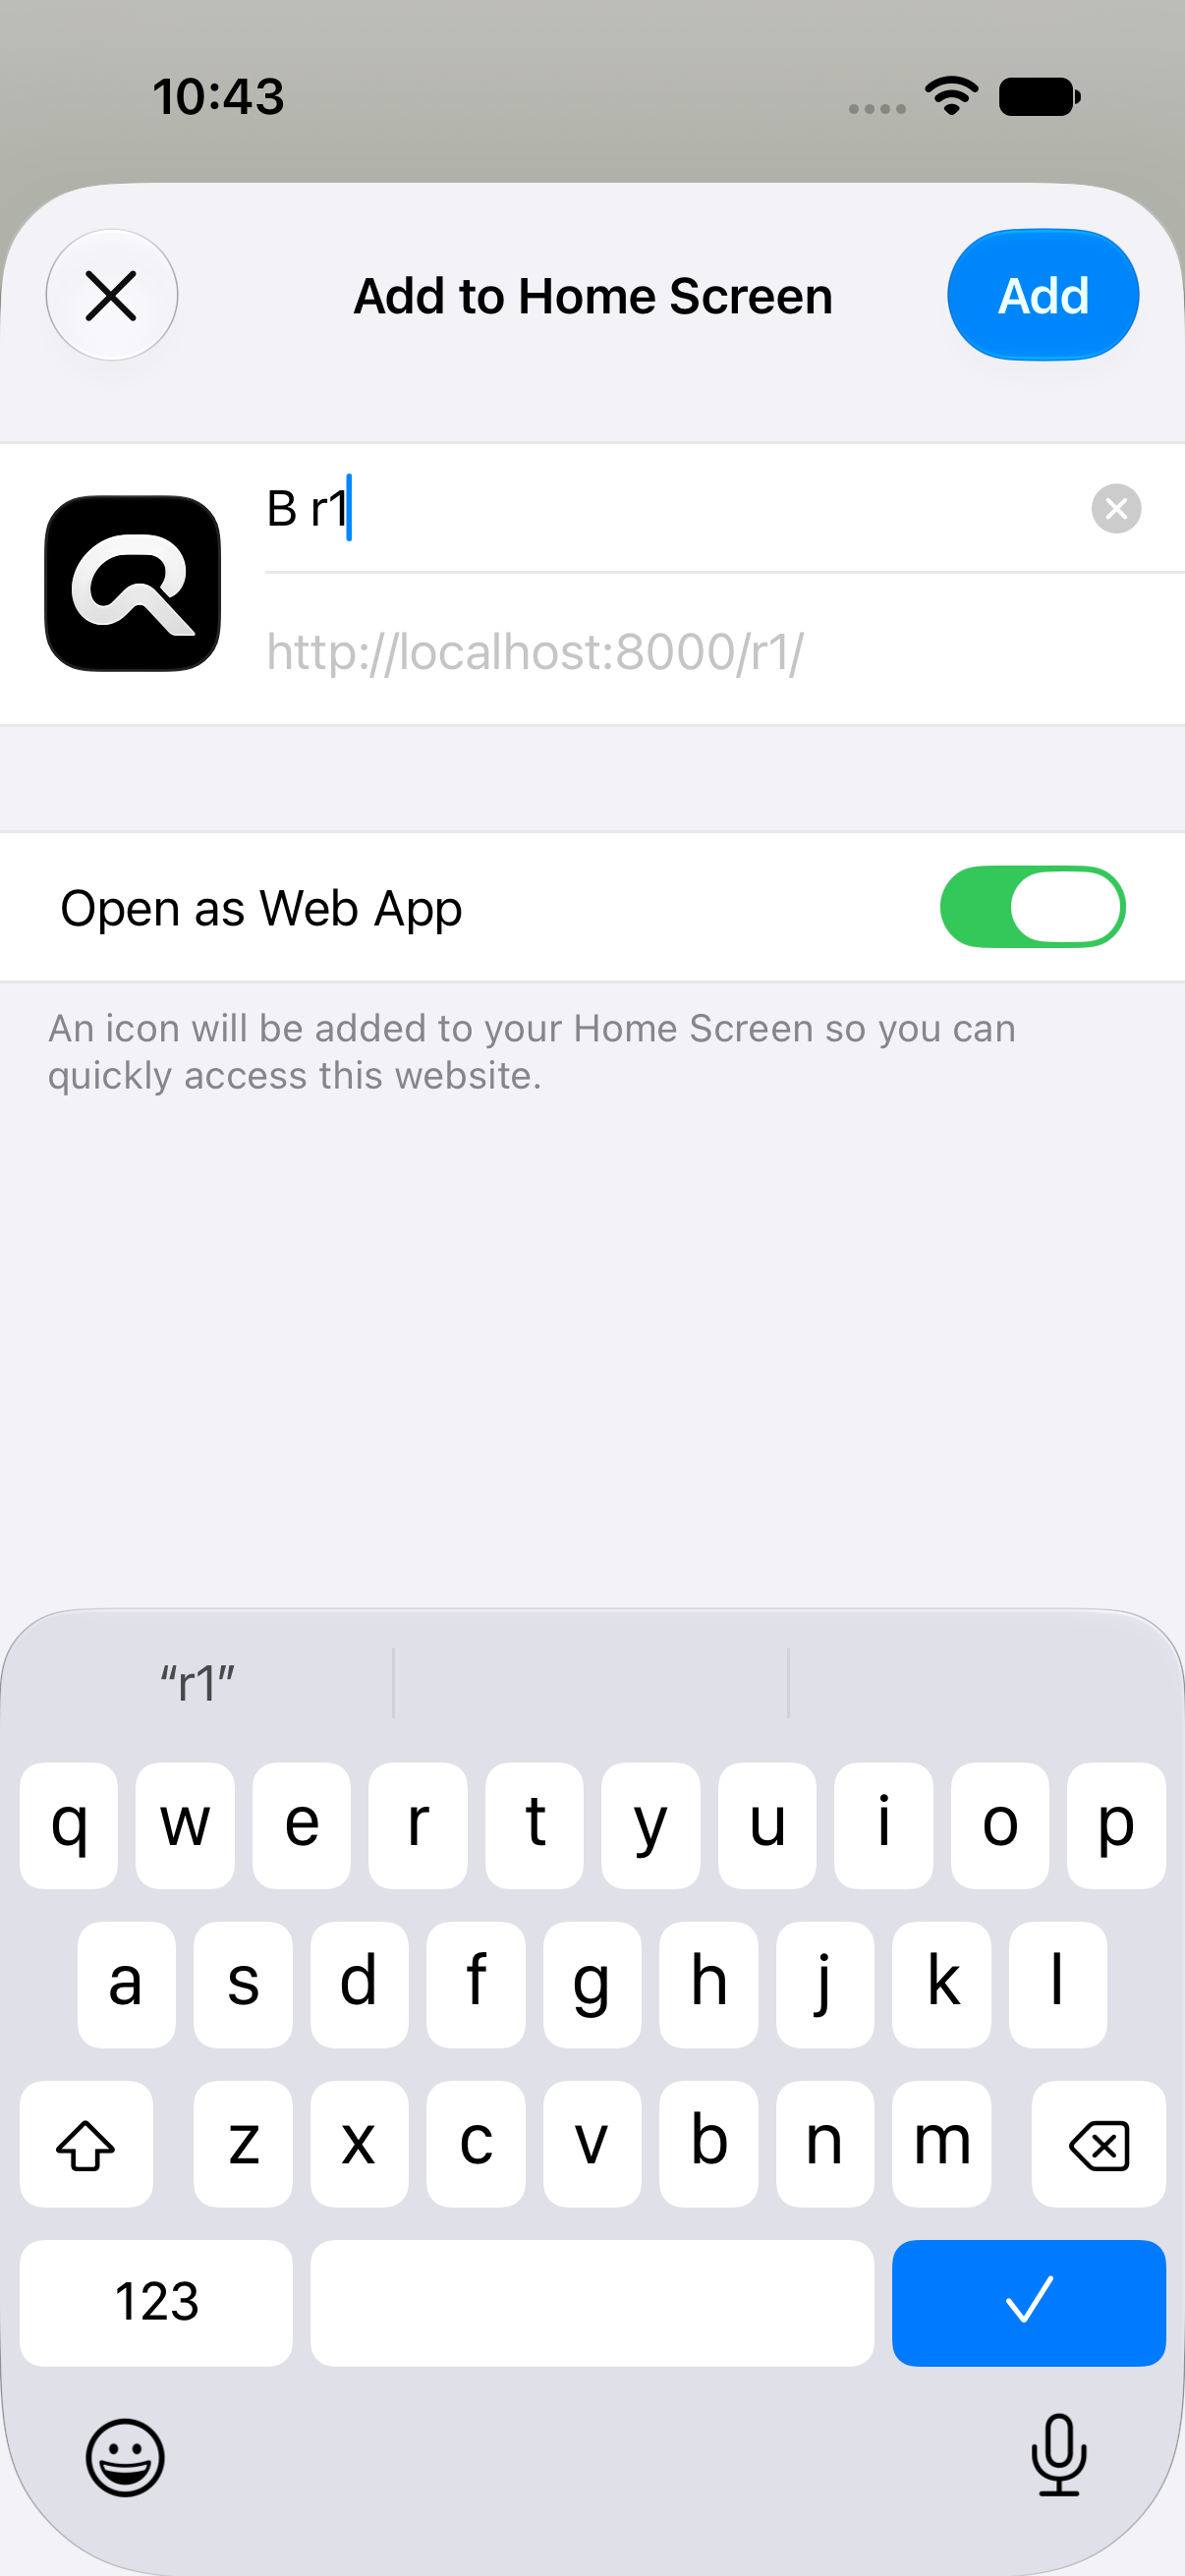 10:43
Add to Home Screen
Add
B r1
http://localhost:8000/r1/
Open as Web App
An icon will be added to your Home Screen so you can
quickly access this website.
“r1”
q w e r t y u i o p
a s d f g h j k l
z x c v b n m
123